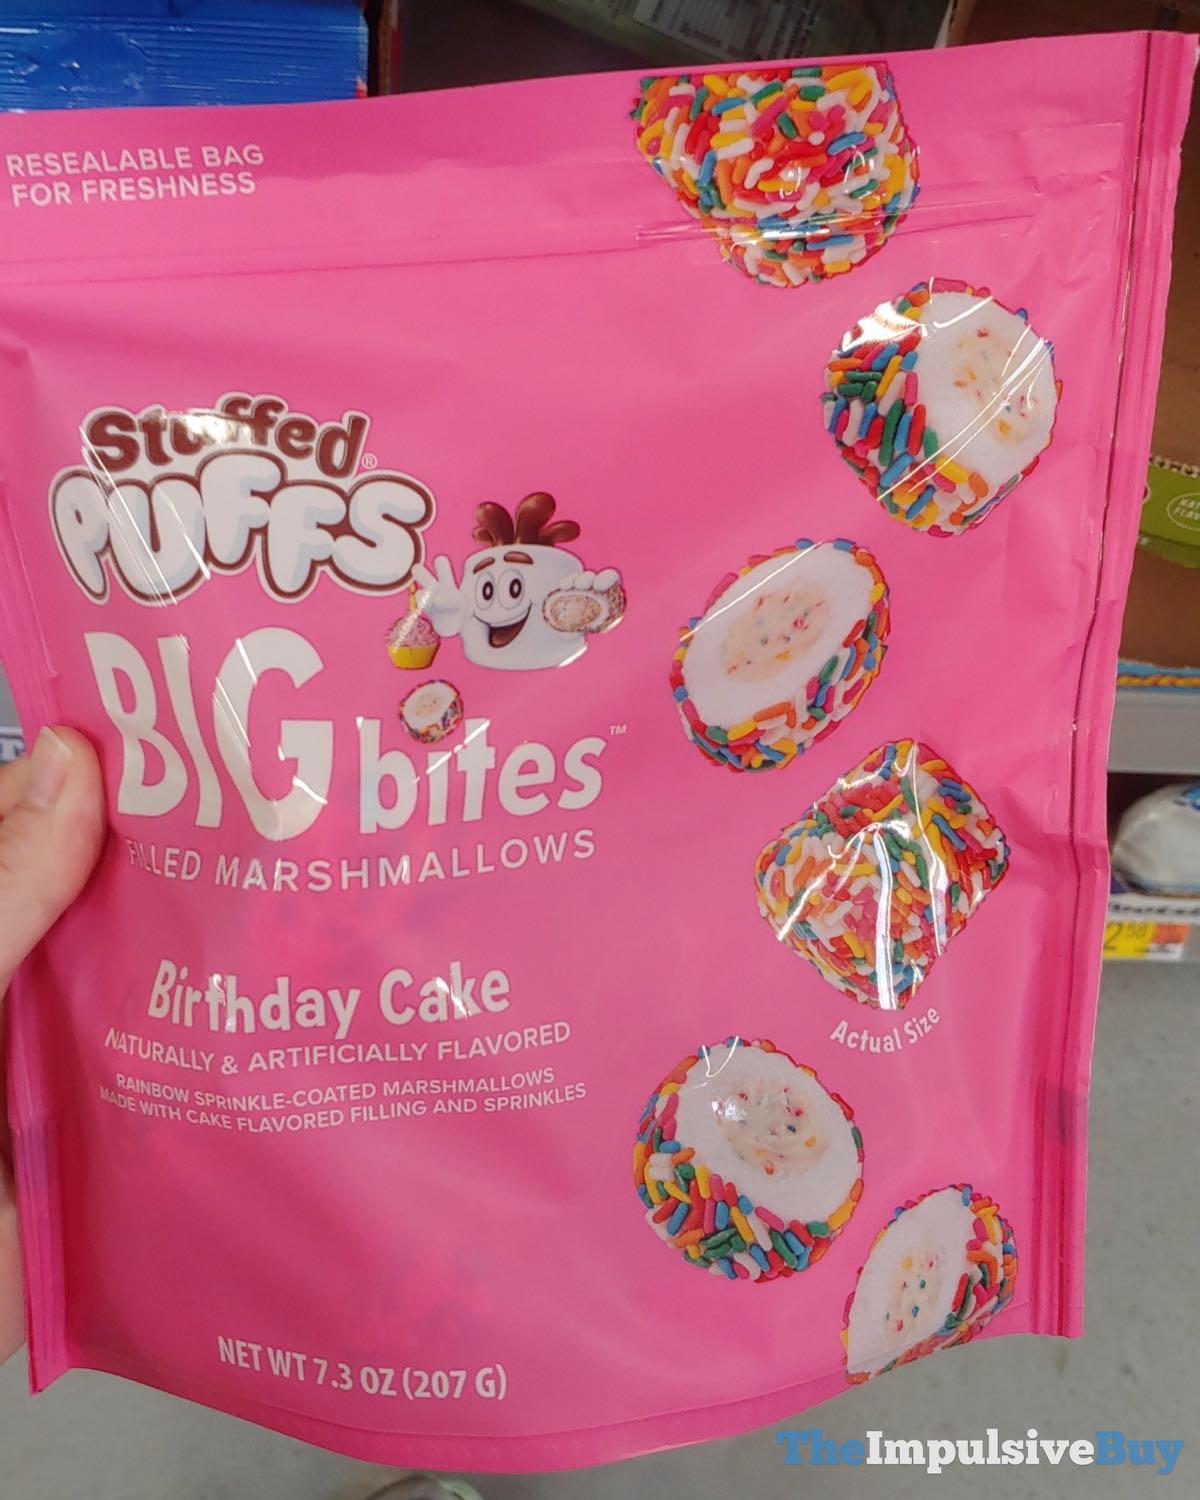 RESEALABLE BAG
FOR FRESHNESS
Stuffed®
PUFFS
BIG bites™
FILLED MARSHMALLOWS
Birthday Cake
NATURALLY & ARTIFICIALLY FLAVORED
RAINBOW SPRINKLE-COATED MARSHMALLOWS
MADE WITH CAKE FLAVORED FILLING AND SPRINKLES
Actual Size
NET WT 7.3 OZ (207 G)
TheImpulsiveBuy